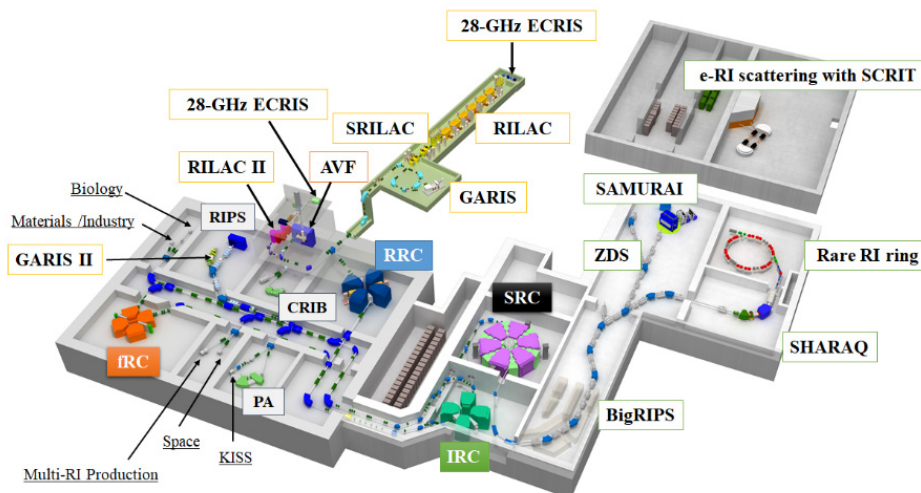 28-GHz ECRIS
e-RI scattering with SCRIT
28-GHz ECRIS
SRILAC
RILAC
RILAC II
AVF
GARIS
SAMURAI
Biology
Materials /Industry
RIPS
GARIS II
RRC
ZDS
Rare RI ring
CRIB
SRC
fRC
SHARAQ
PA
BigRIPS
Space
KISS
IRC
Multi-RI Production